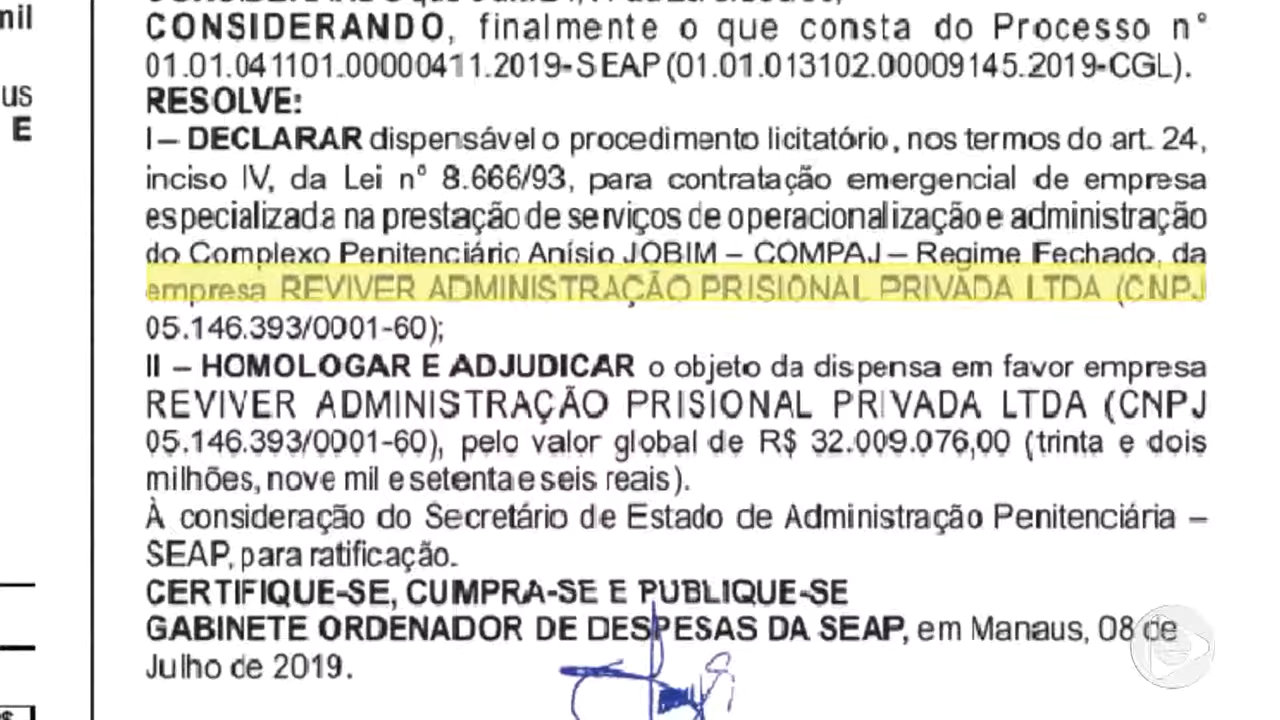 nil
us
E
CONSIDERANDO, finalmente o que consta do Processo n°
01.01.041101.00000411.2019-SEAP (01.01.013102.00009145.2019-CGL).
RESOLVE:
I – DECLARAR dispensável o procedimento licitatório, nos termos do art. 24,
inciso IV, da Lei n° 8.666/93, para contratação emergencial de empresa
especializada na prestação de serviços de operacionalização e administração
do Complexo Penitenciário Anísio JOBIM – COMPAJ – Regime Fechado, da
empresa REVIVER ADMINISTRAÇÃO PRISIONAL PRIVADA LTDA (CNPJ
05.146.393/0001-60);
II – HOMOLOGAR E ADJUDICAR o objeto da dispensa em favor empresa
REVIVER ADMINISTRAÇÃO PRISIONAL PRIVADA LTDA (CNPJ
05.146.393/0001-60), pelo valor global de R$ 32.009.076,00 (trinta e dois
milhões, nove mil e setenta e seis reais).
À consideração do Secretário de Estado de Administração Penitenciária –
SEAP, para ratificação.
CERTIFIQUE-SE, CUMPRA-SE E PUBLIQUE-SE
GABINETE ORDENADOR DE DESPESAS DA SEAP, em Manaus, 08 de
Julho de 2019.